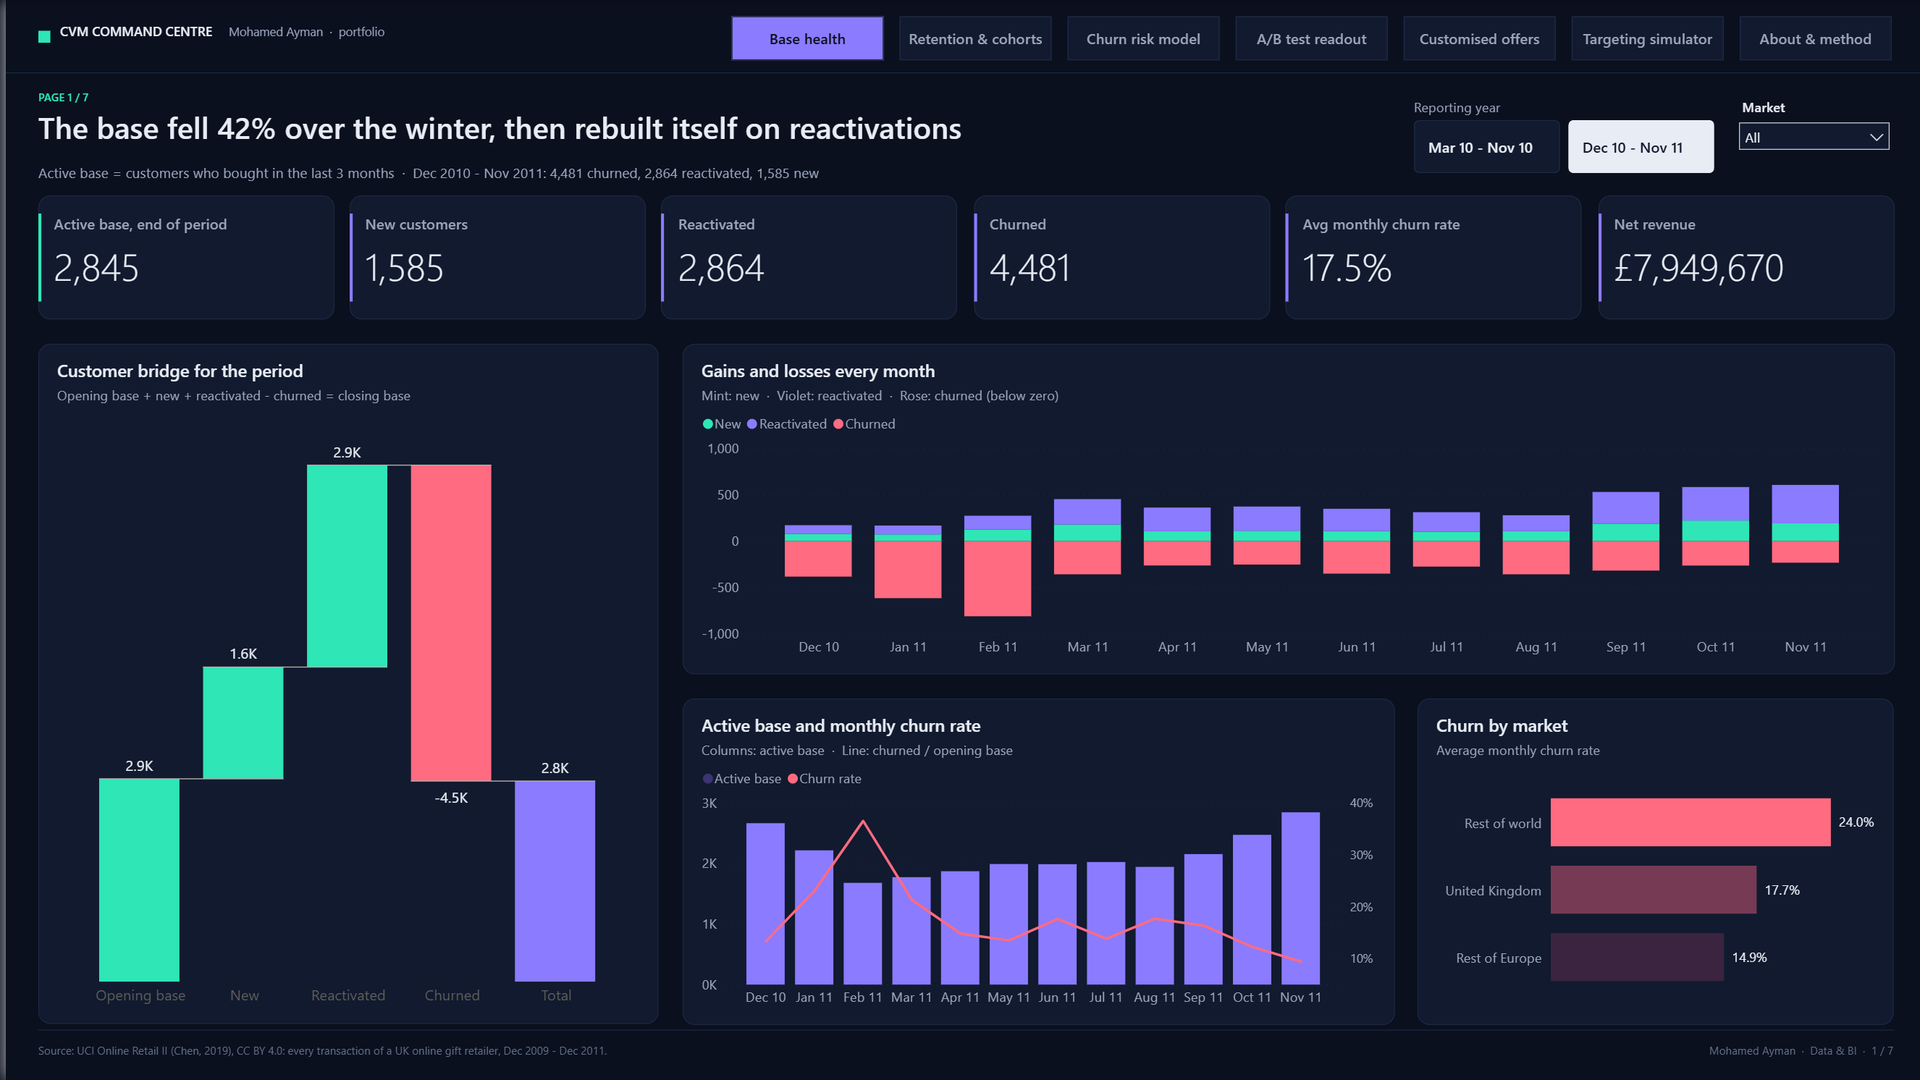 CVM COMMAND CENTRE Mohamed Ayman · portfolio
Base health
Retention & cohorts
Churn risk model
A/B test readout
Customised offers
Targeting simulator
About & method
PAGE 1 / 7
The base fell 42% over the winter, then rebuilt itself on reactivations
Active base = customers who bought in the last 3 months · Dec 2010 - Nov 2011: 4,481 churned, 2,864 reactivated, 1,585 new
Reporting year
Mar 10 - Nov 10
Dec 10 - Nov 11
Market
All
Active base, end of period
2,845
New customers
1,585
Reactivated
2,864
Churned
4,481
Avg monthly churn rate
17.5%
Net revenue
£7,949,670
Customer bridge for the period
Opening base + new + reactivated - churned = closing base
2.9K
1.6K
2.9K
-4.5K
2.8K
Opening base New Reactivated Churned Total
Gains and losses every month
Mint: new · Violet: reactivated · Rose: churned (below zero)
New Reactivated Churned
1,000
500
0
-500
-1,000
Dec 10 Jan 11 Feb 11 Mar 11 Apr 11 May 11 Jun 11 Jul 11 Aug 11 Sep 11 Oct 11 Nov 11
Active base and monthly churn rate
Columns: active base · Line: churned / opening base
Active base Churn rate
3K
2K
1K
0K
40%
30%
20%
10%
Dec 10 Jan 11 Feb 11 Mar 11 Apr 11 May 11 Jun 11 Jul 11 Aug 11 Sep 11 Oct 11 Nov 11
Churn by market
Average monthly churn rate
Rest of world 24.0%
United Kingdom 17.7%
Rest of Europe 14.9%
Source: UCI Online Retail II (Chen, 2019), CC BY 4.0: every transaction of a UK online gift retailer, Dec 2009 - Dec 2011.
Mohamed Ayman · Data & BI · 1 / 7